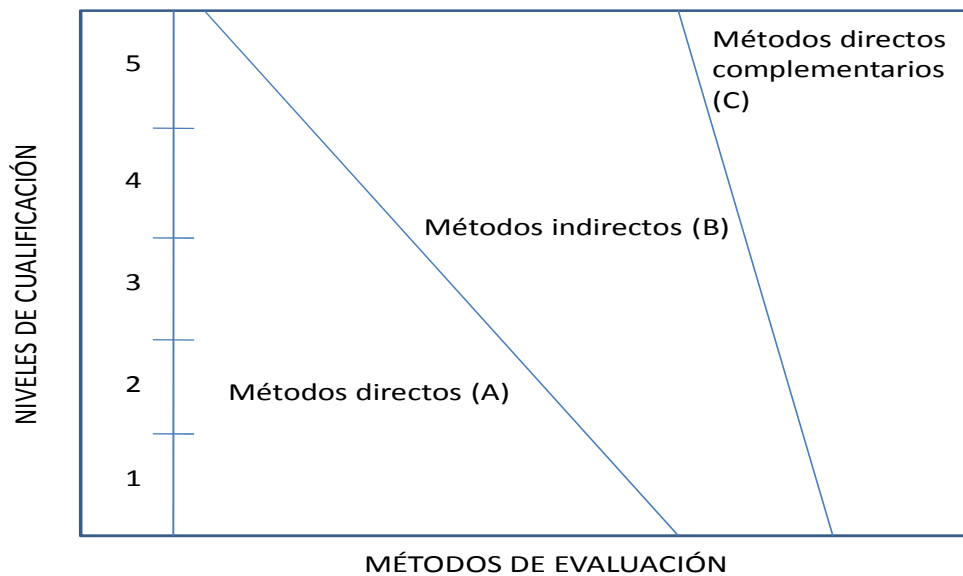 Métodos directos
complementarios
(C)
5
4
Métodos indirectos (B)
3
2
Métodos directos (A)
1
NIVELES DE CUALIFICACIÓN
MÉTODOS DE EVALUACIÓN